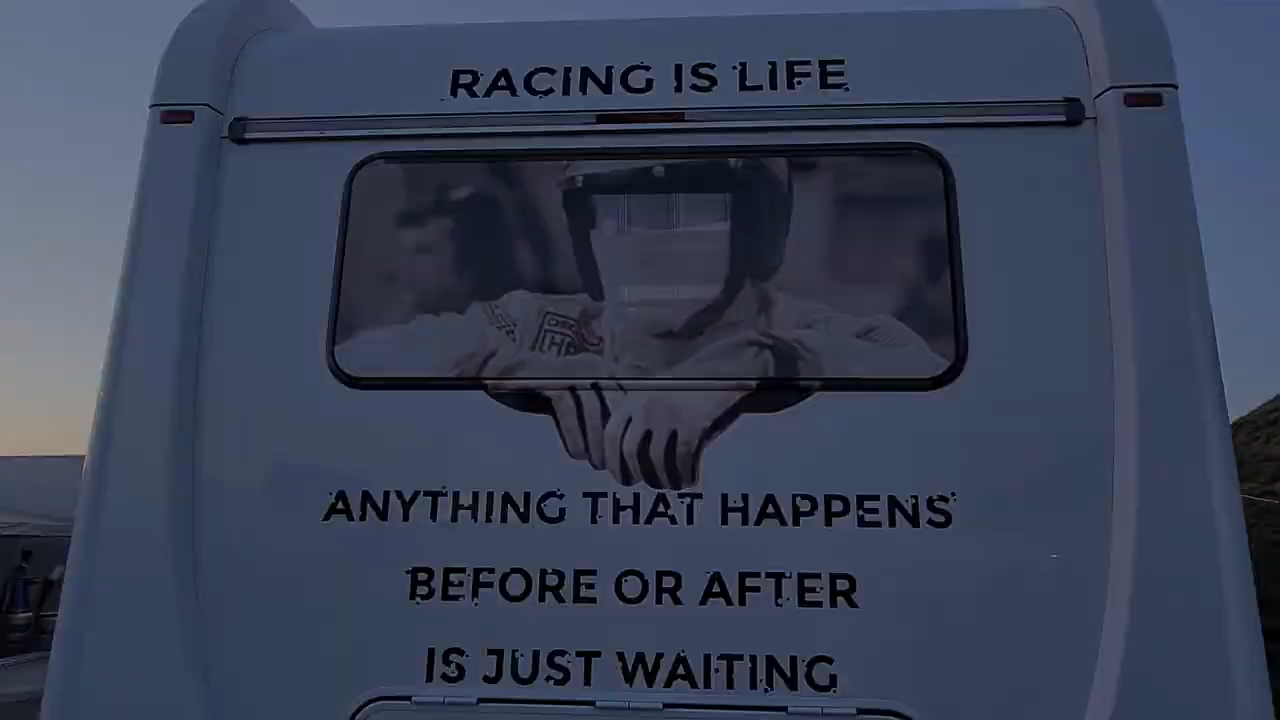 RACING IS LIFE
ANYTHING THAT HAPPENS
BEFORE OR AFTER
IS JUST WAITING